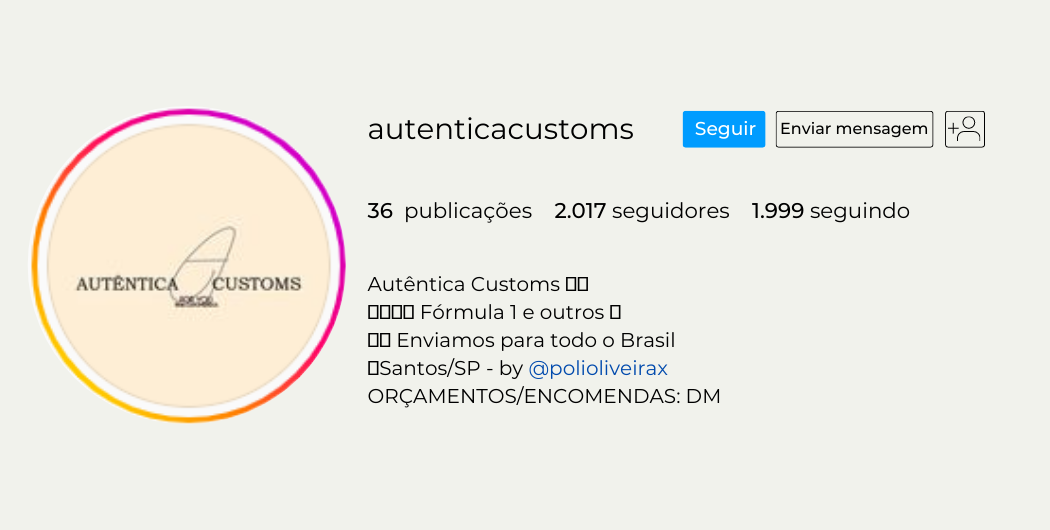 autenticacustoms
Seguir
Enviar mensagem
36 publicações 2.017 seguidores 1.999 seguindo
AUTÊNTICA CUSTOMS
Autêntica Customs
Fórmula 1 e outros
Enviamos para todo o Brasil
Santos/SP - by @polioliveirax
ORÇAMENTOS/ENCOMENDAS: DM